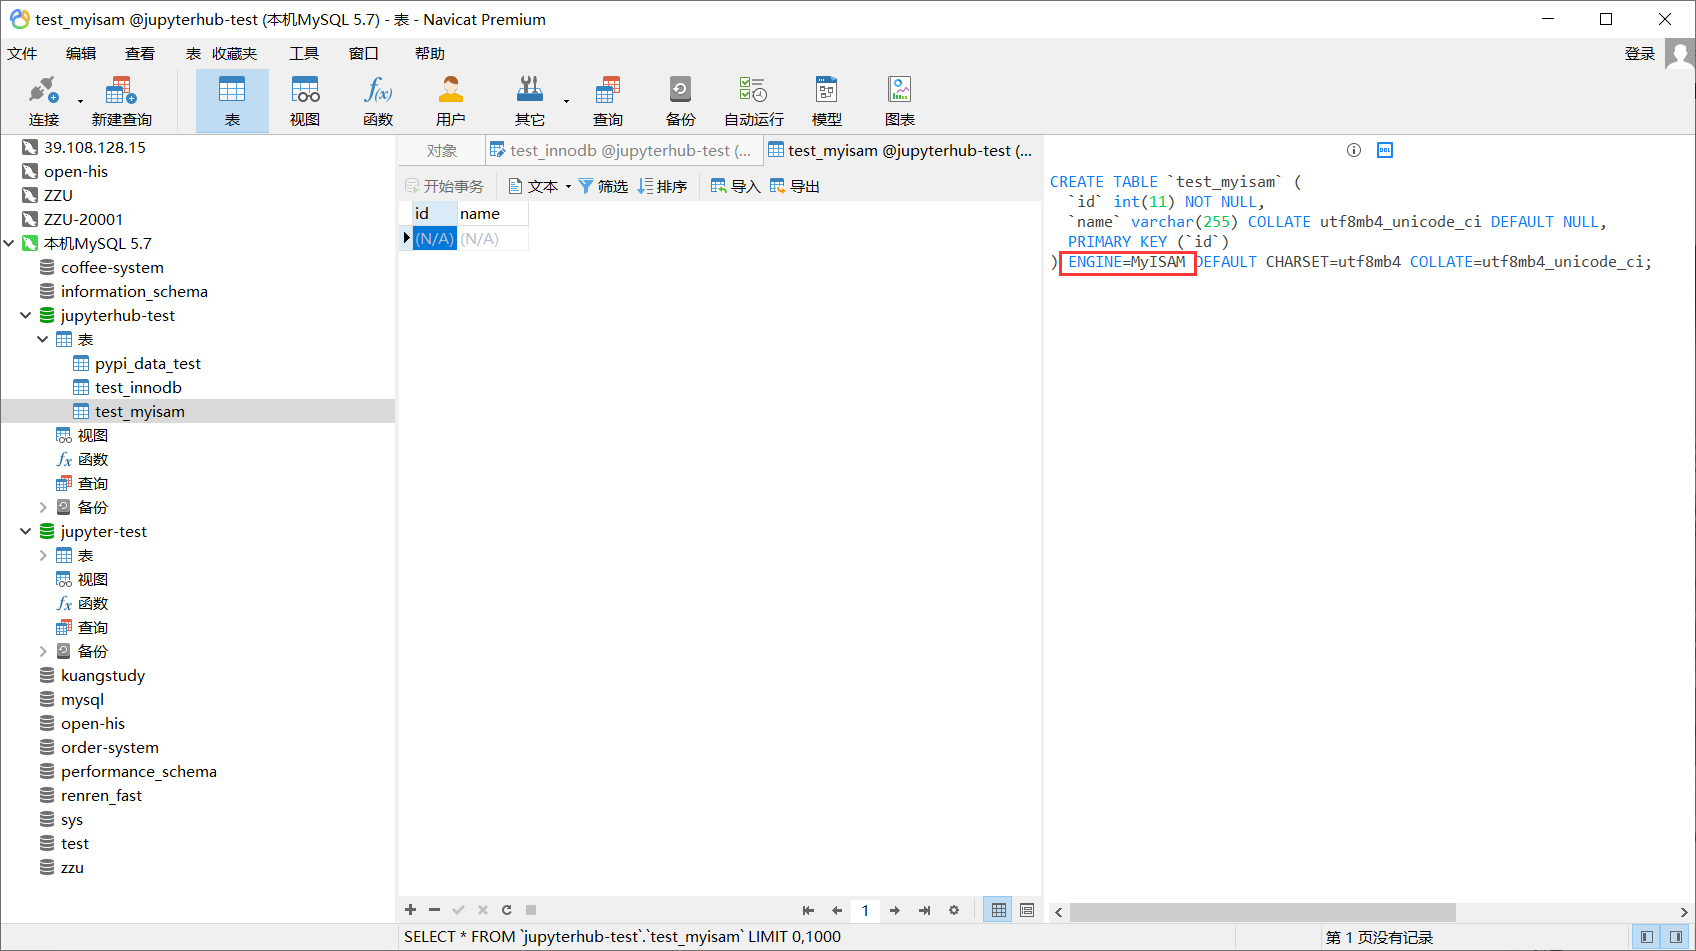 test_myisam @jupyterhub-test (本机MySQL 5.7) - 表 - Navicat Premium
文件 编辑 查看 表 收藏夹 工具 窗口 帮助 登录
连接 新建查询 表 视图 函数 用户 其它 查询 备份 自动运行 模型 图表
39.108.128.15
open-his
ZZU
ZZU-20001
本机MySQL 5.7
coffee-system
information_schema
jupyterhub-test
表
pypi_data_test
test_innodb
test_myisam
视图
函数
查询
备份
jupyter-test
表
视图
函数
查询
备份
kuangstudy
mysql
open-his
order-system
performance_schema
renren_fast
sys
test
zzu
对象 test_innodb @jupyterhub-test (... test_myisam @jupyterhub-test (...
开始事务 文本 筛选 排序 导入 导出
id name
(N/A) (N/A)
DDL
CREATE TABLE `test_myisam` (
`id` int(11) NOT NULL,
`name` varchar(255) COLLATE utf8mb4_unicode_ci DEFAULT NULL,
PRIMARY KEY (`id`)
) ENGINE=MyISAM DEFAULT CHARSET=utf8mb4 COLLATE=utf8mb4_unicode_ci;
1
SELECT * FROM `jupyterhub-test`.`test_myisam` LIMIT 0,1000
第 1 页没有记录